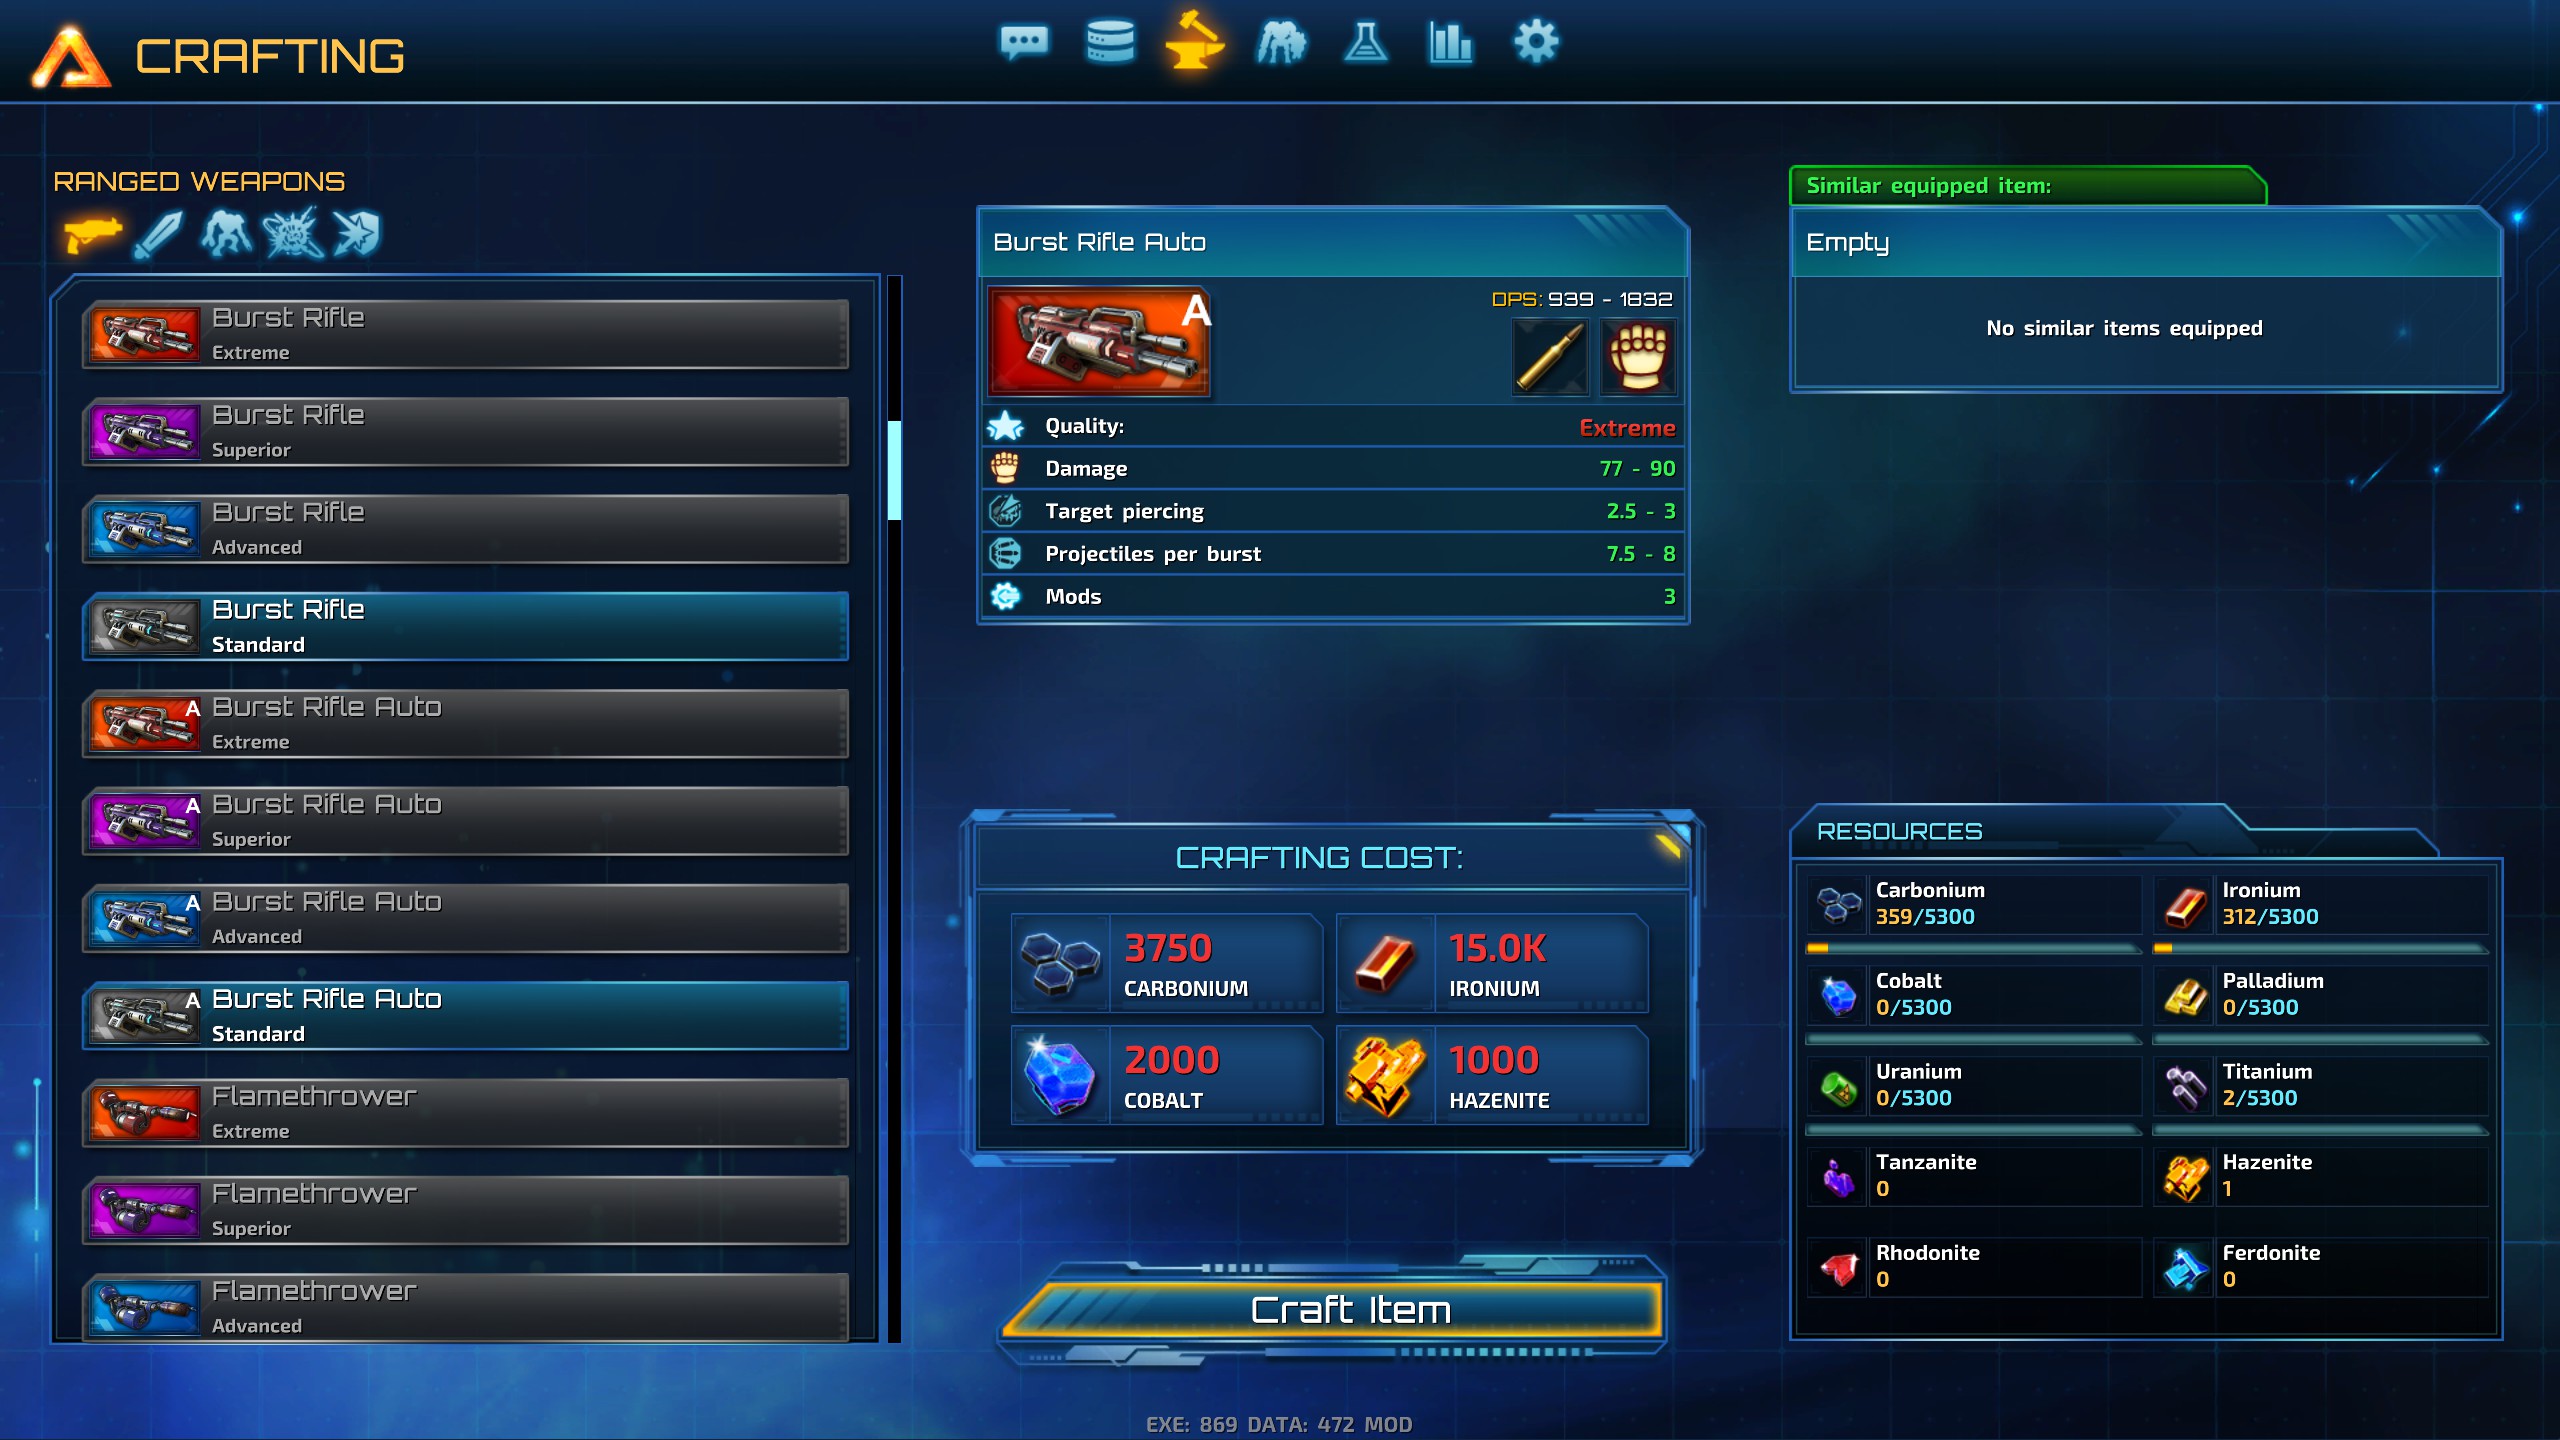 CRAFTING
RANGED WEAPONS
Burst Rifle
Extreme
Burst Rifle
Superior
Burst Rifle
Advanced
Burst Rifle
Standard
A
Burst Rifle Auto
Extreme
A
Burst Rifle Auto
Superior
A
Burst Rifle Auto
Advanced
A
Burst Rifle Auto
Standard
Flamethrower
Extreme
Flamethrower
Superior
Flamethrower
Advanced
Burst Rifle Auto
A
DPS: 939 - 1832
Quality: Extreme
Damage 77 - 90
Target piercing 2.5 - 3
Projectiles per burst 7.5 - 8
Mods 3
CRAFTING COST:
3750
CARBONIUM
15.0K
IRONIUM
2000
COBALT
1000
HAZENITE
Craft Item
Similar equipped item:
Empty
No similar items equipped
RESOURCES
Carbonium
359/5300
Ironium
312/5300
Cobalt
0/5300
Palladium
0/5300
Uranium
0/5300
Titanium
2/5300
Tanzanite
0
Hazenite
1
Rhodonite
0
Ferdonite
0
EXE: 869 DATA: 472 MOD